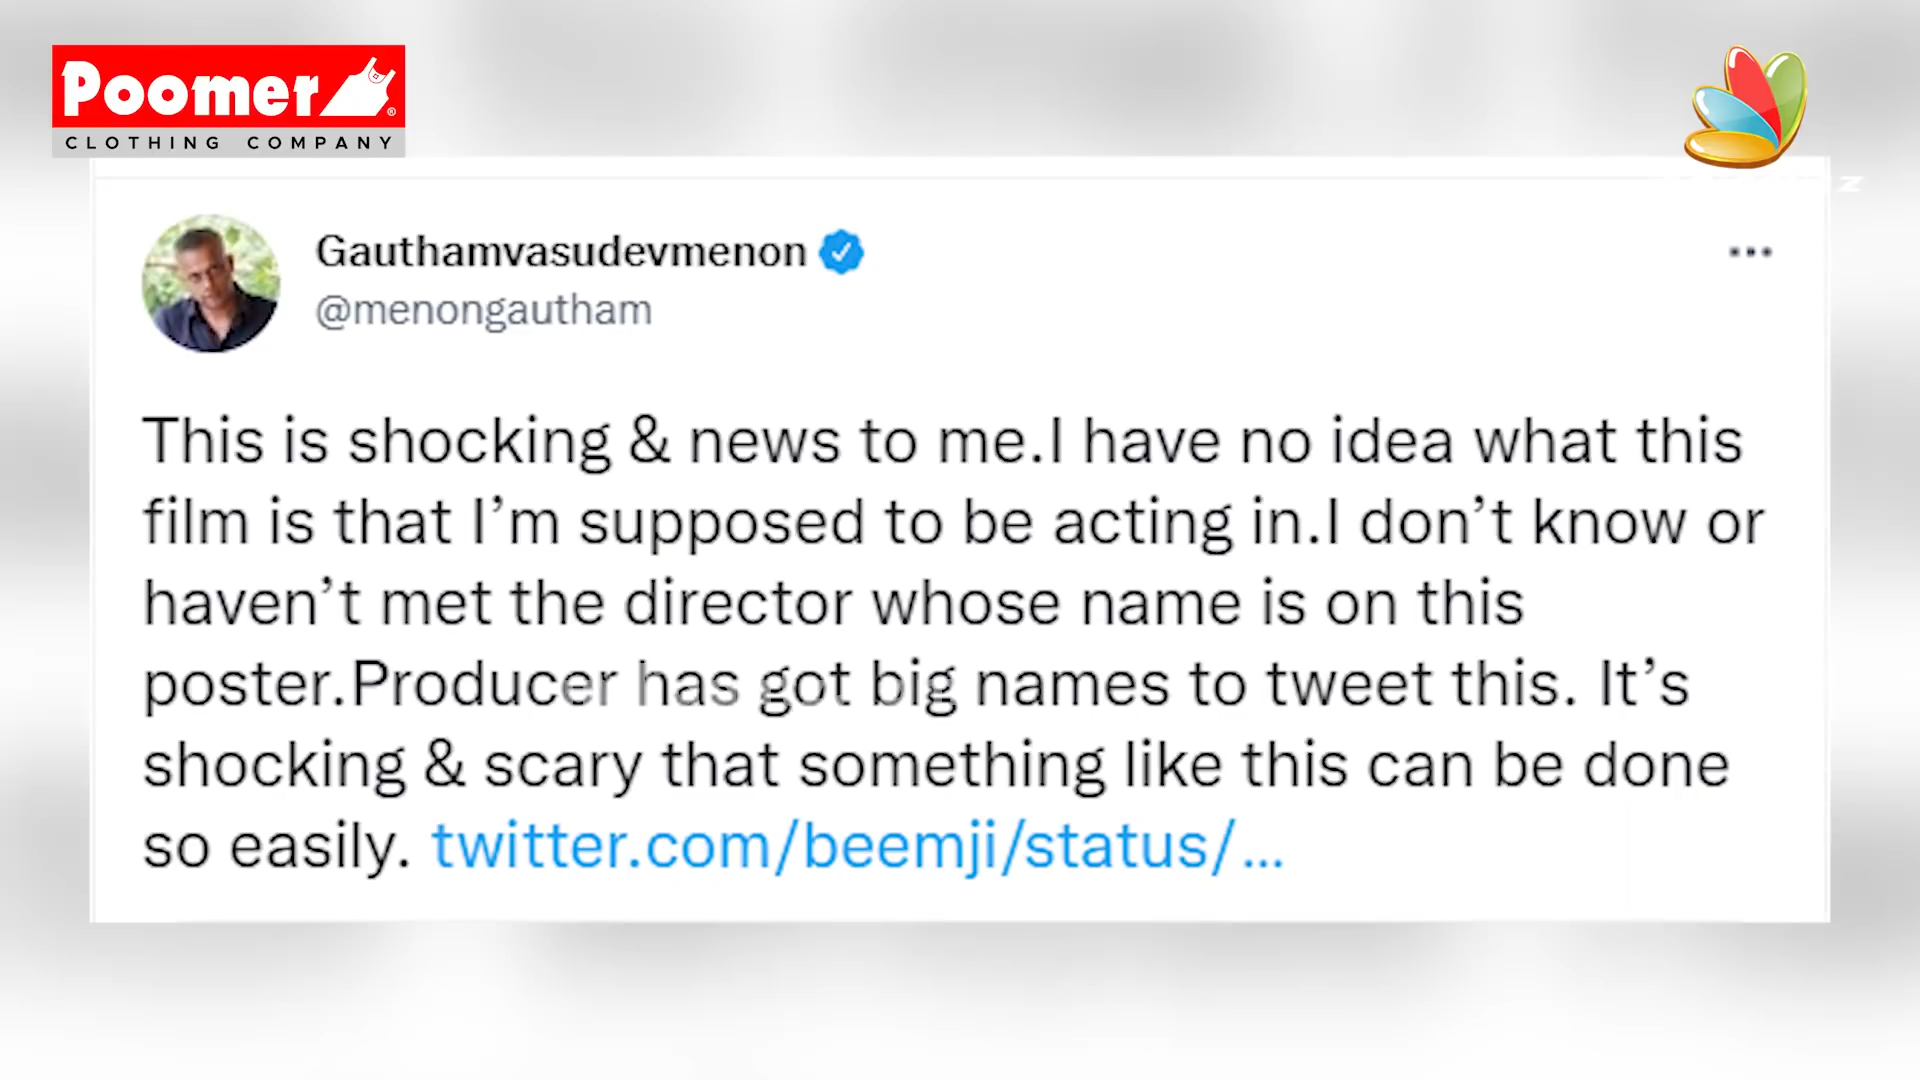 Poomer
CLOTHING COMPANY
Z
Gauthamvasudevmenon
@menongautham
This is shocking & news to me.I have no idea what this
film is that I’m supposed to be acting in.I don’t know or
haven’t met the director whose name is on this
poster.Producer has got big names to tweet this. It’s
shocking & scary that something like this can be done
so easily. twitter.com/beemji/status/...